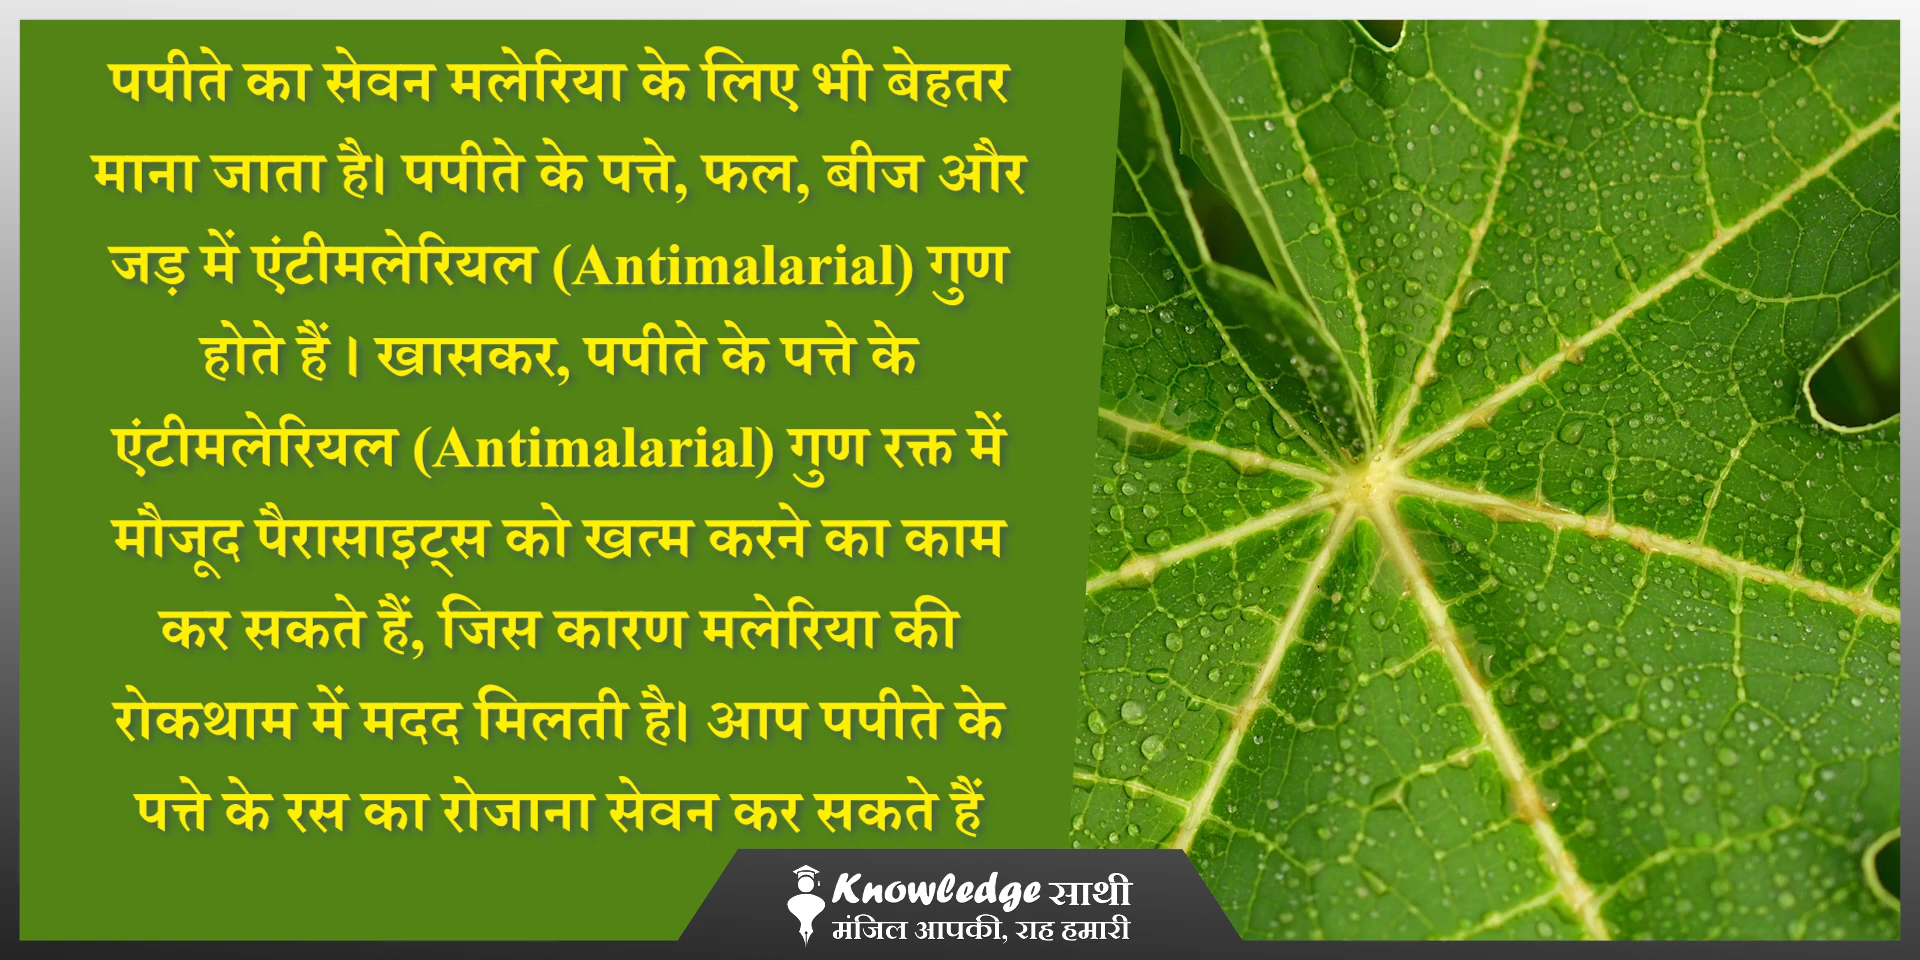 पपीते का सेवन मलेरिया के लिए भी बेहतर
माना जाता है। पपीते के पत्ते, फल, बीज और
जड़ में एंटीमलेरियल (Antimalarial) गुण
होते हैं । खासकर, पपीते के पत्ते के
एंटीमलेरियल (Antimalarial) गुण रक्त में
मौजूद पैरासाइट्स को खत्म करने का काम
कर सकते हैं, जिस कारण मलेरिया की
रोकथाम में मदद मिलती है। आप पपीते के
पत्ते के रस का रोजाना सेवन कर सकते हैं
Knowledge साथी
मंजिल आपकी, राह हमारी